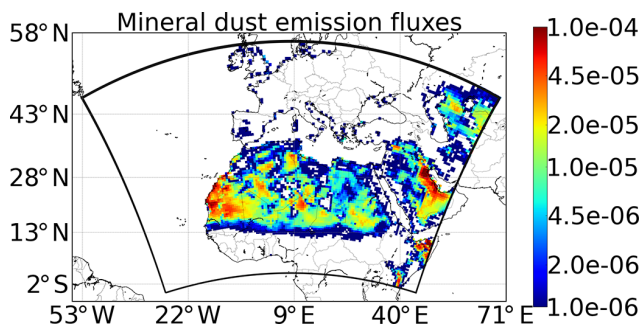 Mineral dust emission fluxes
58° N
43° N
28° N
13° N
2° S
53° W
22° W
9° E
40° E
71° E
1.0e-04
4.5e-05
2.0e-05
1.0e-05
4.5e-06
2.0e-06
1.0e-06